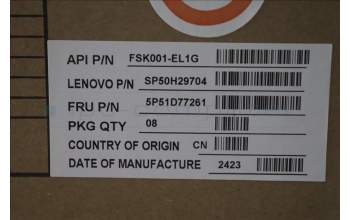 API P/N FSK001-EL1G
LENOVO P/N SP50H29704
FRU P/N 5P51D77261
PKG QTY 08
COUNTRY OF ORIGIN CN
DATE OF MANUFACTURE 2423